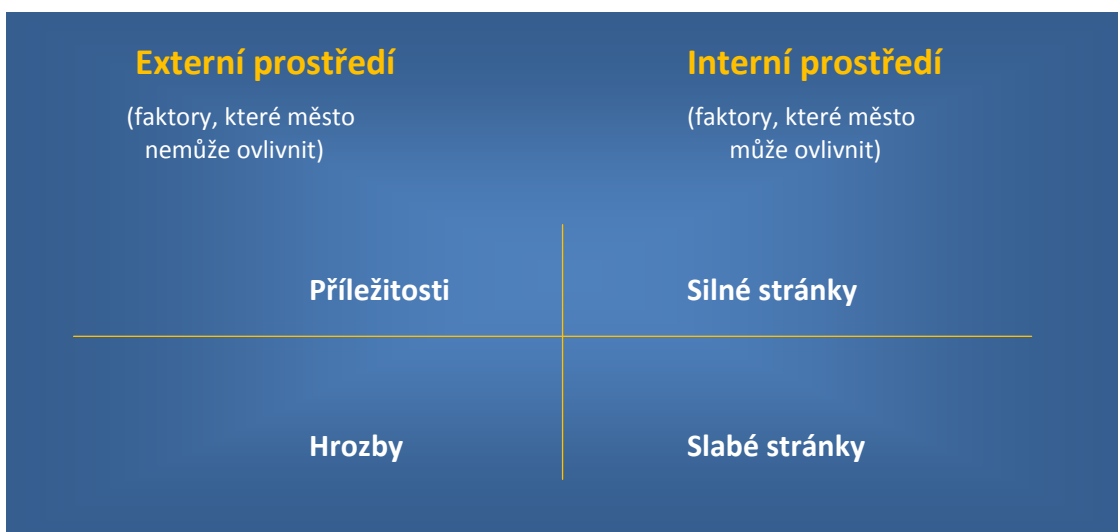 Externí prostředí
(faktory, které město
nemůže ovlivnit)
Interní prostředí
(faktory, které město
může ovlivnit)
Příležitosti
Silné stránky
Hrozby
Slabé stránky